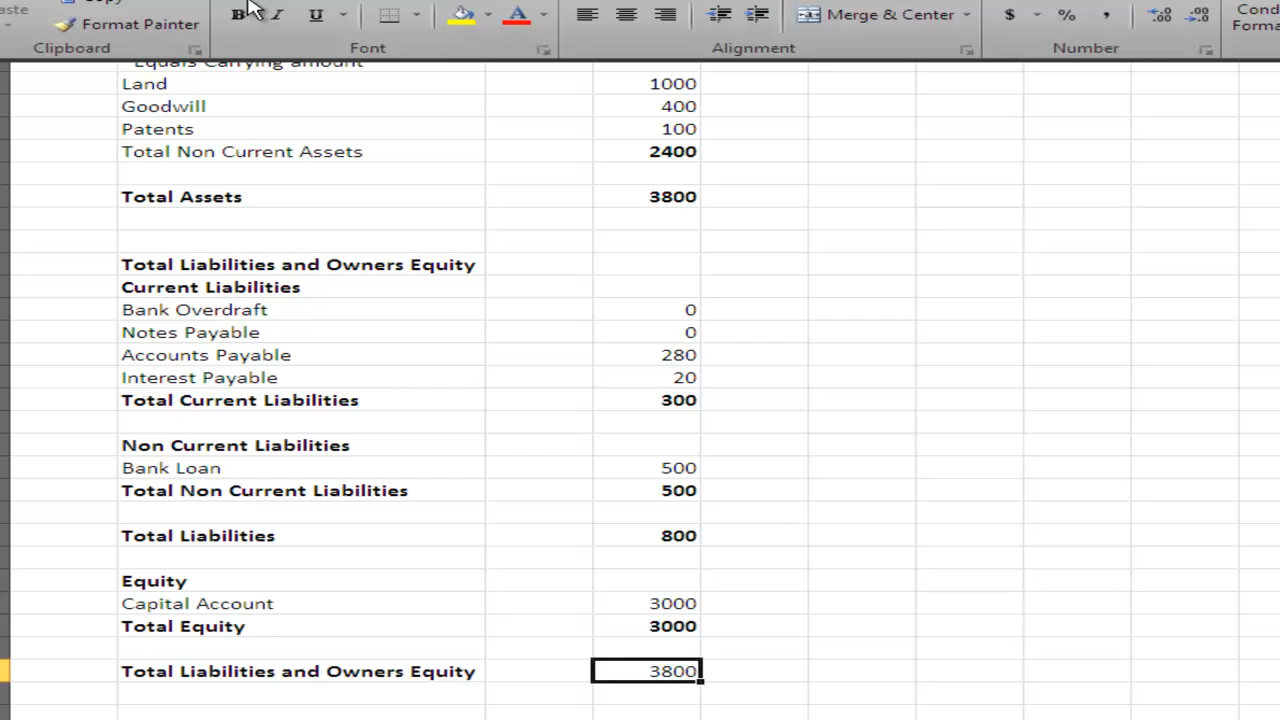 Format Painter
B I U A Merge & Center $ % ,
Clipboard Font Alignment Number
Equals Carrying amount
Land 1000
Goodwill 400
Patents 100
Total Non Current Assets 2400
Total Assets 3800
Total Liabilities and Owners Equity
Current Liabilities
Bank Overdraft 0
Notes Payable 0
Accounts Payable 280
Interest Payable 20
Total Current Liabilities 300
Non Current Liabilities
Bank Loan 500
Total Non Current Liabilities 500
Total Liabilities 800
Equity
Capital Account 3000
Total Equity 3000
Total Liabilities and Owners Equity 3800